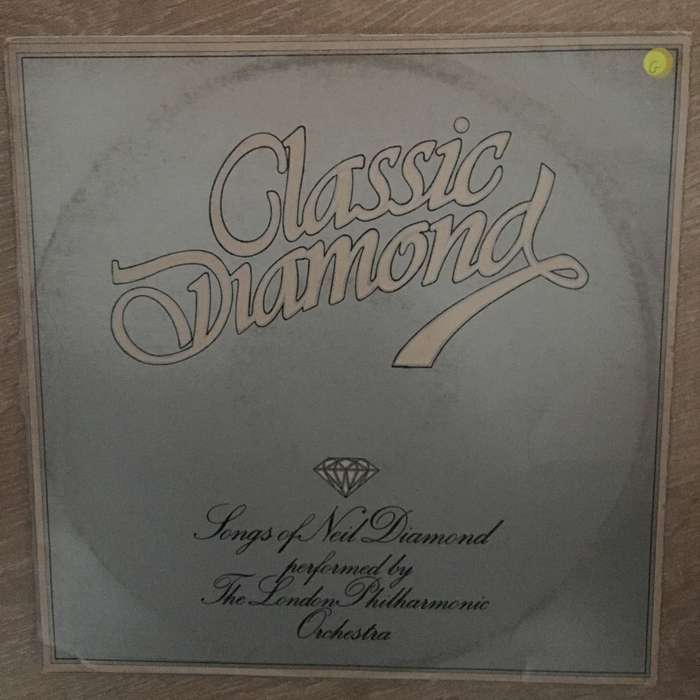 G
Classic
Diamond
Songs of Neil Diamond
performed by
The London Philharmonic
Orchestra